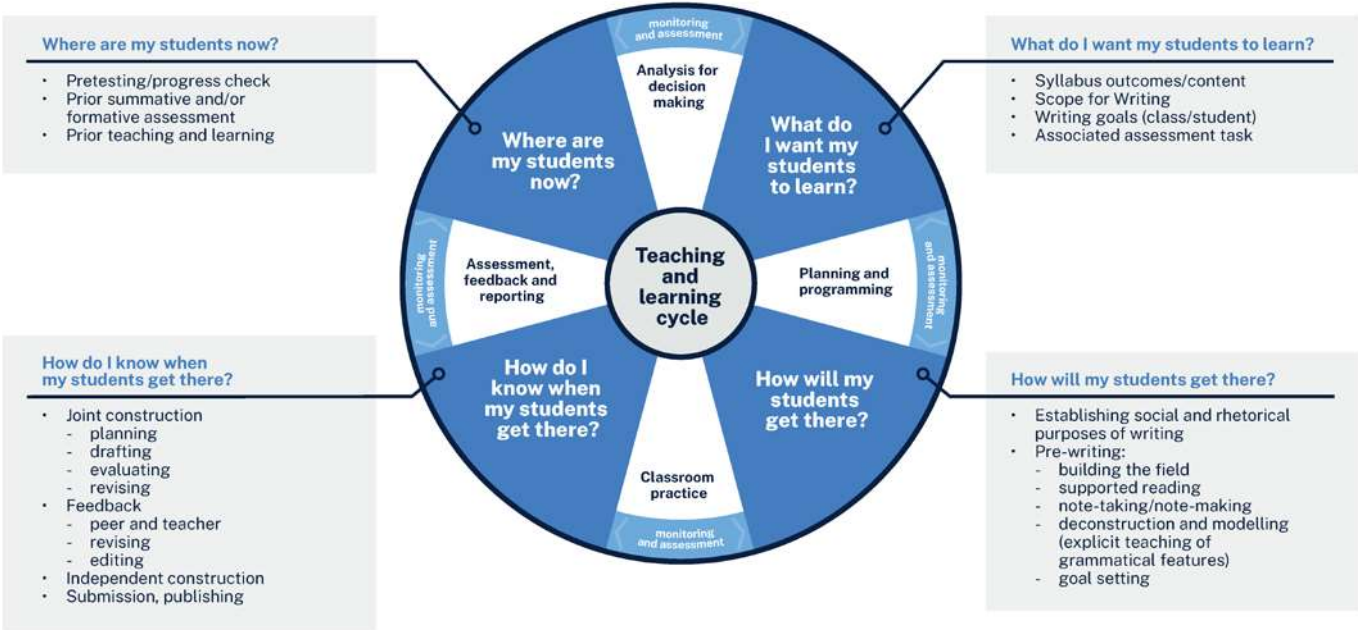 Where are my students now?
• Pretesting/progress check
• Prior summative and/or
formative assessment
• Prior teaching and learning
monitoring
and assessment
Analysis for
decision
making
What do I want my students to learn?
• Syllabus outcomes/content
• Scope for Writing
• Writing goals (class/student)
• Associated assessment task
Where are
my students
now?
What do
I want my
students
to learn?
monitoring
and assessment
Assessment,
feedback and
reporting
Teaching
and
learning
cycle
Planning and
programming
monitoring
and assessment
How do I know when
my students get there?
• Joint construction
- planning
- drafting
- evaluating
- revising
• Feedback
- peer and teacher
- revising
- editing
• Independent construction
• Submission, publishing
How do I
know when
my students
get there?
How will my
students
get there?
Classroom
practice
monitoring
and assessment
How will my students get there?
• Establishing social and rhetorical
purposes of writing
• Pre-writing:
- building the field
- supported reading
- note-taking/note-making
- deconstruction and modelling
(explicit teaching of
grammatical features)
- goal setting